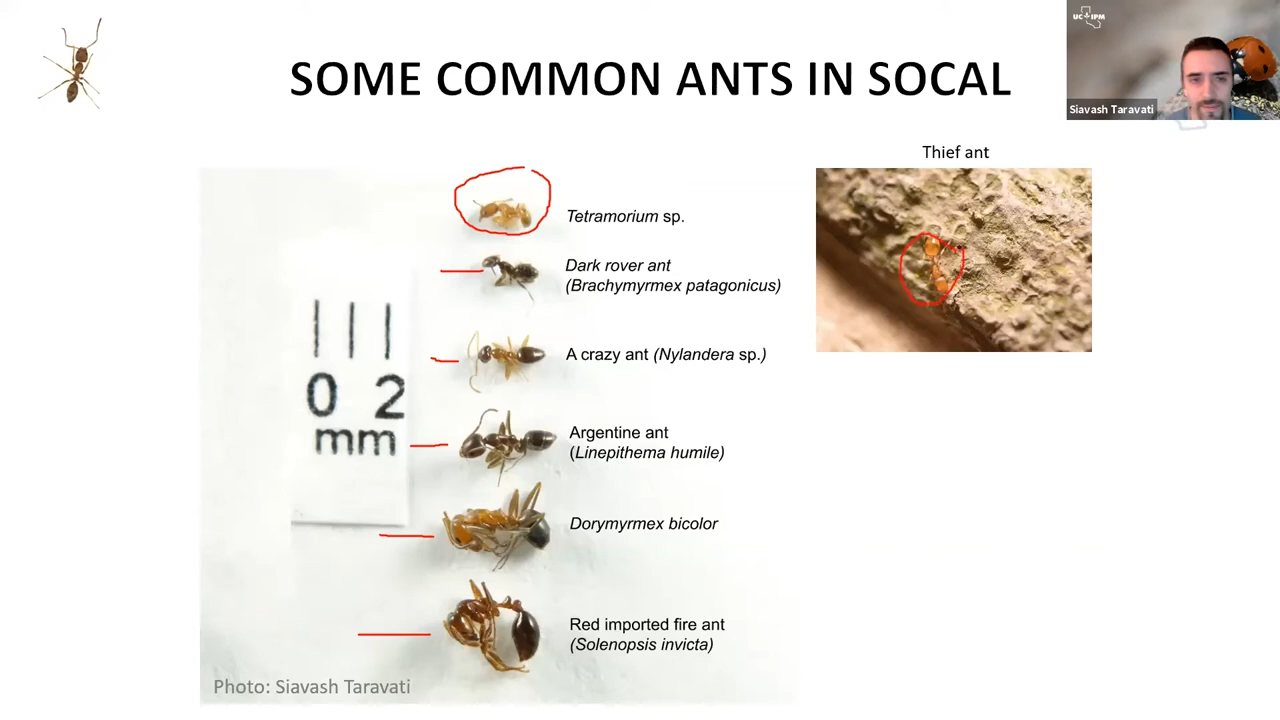 SOME COMMON ANTS IN SOCAL
UC IPM
Siavash Taravati
Thief ant
Tetramorium sp.
Dark rover ant
(Brachymyrmex patagonicus)
A crazy ant (Nylandera sp.)
0 2
mm
Argentine ant
(Linepithema humile)
Dorymyrmex bicolor
Red imported fire ant
(Solenopsis invicta)
Photo: Siavash Taravati